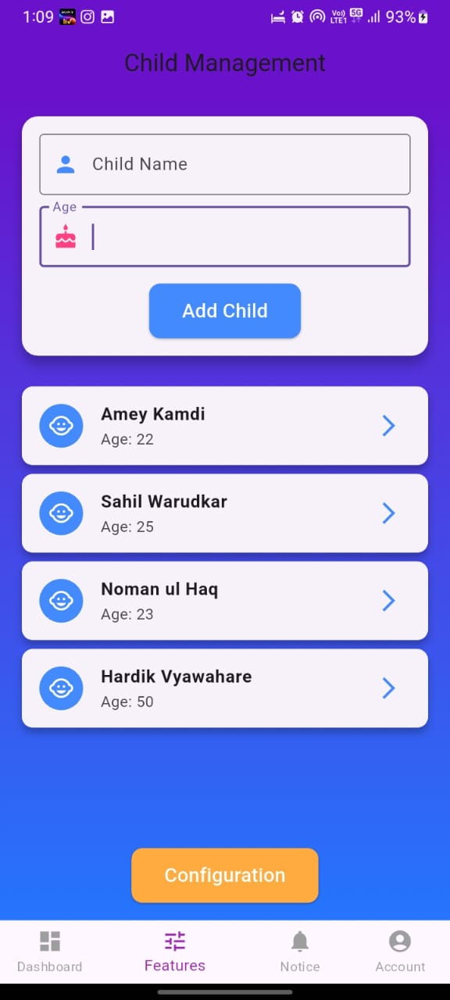 1:09
Vo))
LTE1
5G
93%
Child Management
Child Name
Age
Add Child
Amey Kamdi
Age: 22
Sahil Warudkar
Age: 25
Noman ul Haq
Age: 23
Hardik Vyawahare
Age: 50
Configuration
Dashboard
Features
Notice
Account